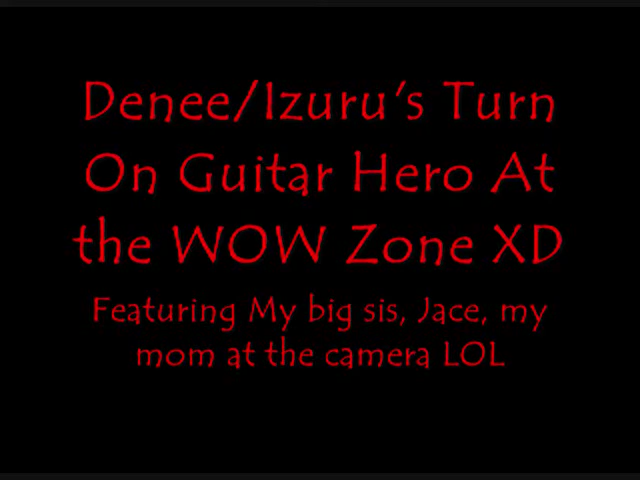 Denee/Izuru's Turn
On Guitar Hero At
the WOW Zone XD
Featuring My big sis, Jace, my
mom at the camera LOL